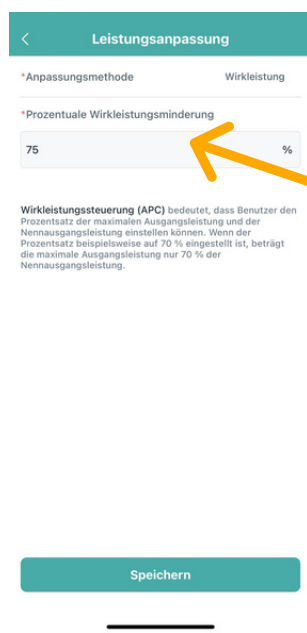 Leistungsanpassung
*Anpassungsmethode Wirkleistung
*Prozentuale Wirkleistungsminderung
75 %
Wirkleistungssteuerung (APC) bedeutet, dass Benutzer den
Prozentsatz der maximalen Ausgangsleistung und der
Nennausgangsleistung einstellen können. Wenn der
Prozentsatz beispielsweise auf 70 % eingestellt ist, beträgt
die maximale Ausgangsleistung nur 70 % der
Nennausgangsleistung.
Speichern